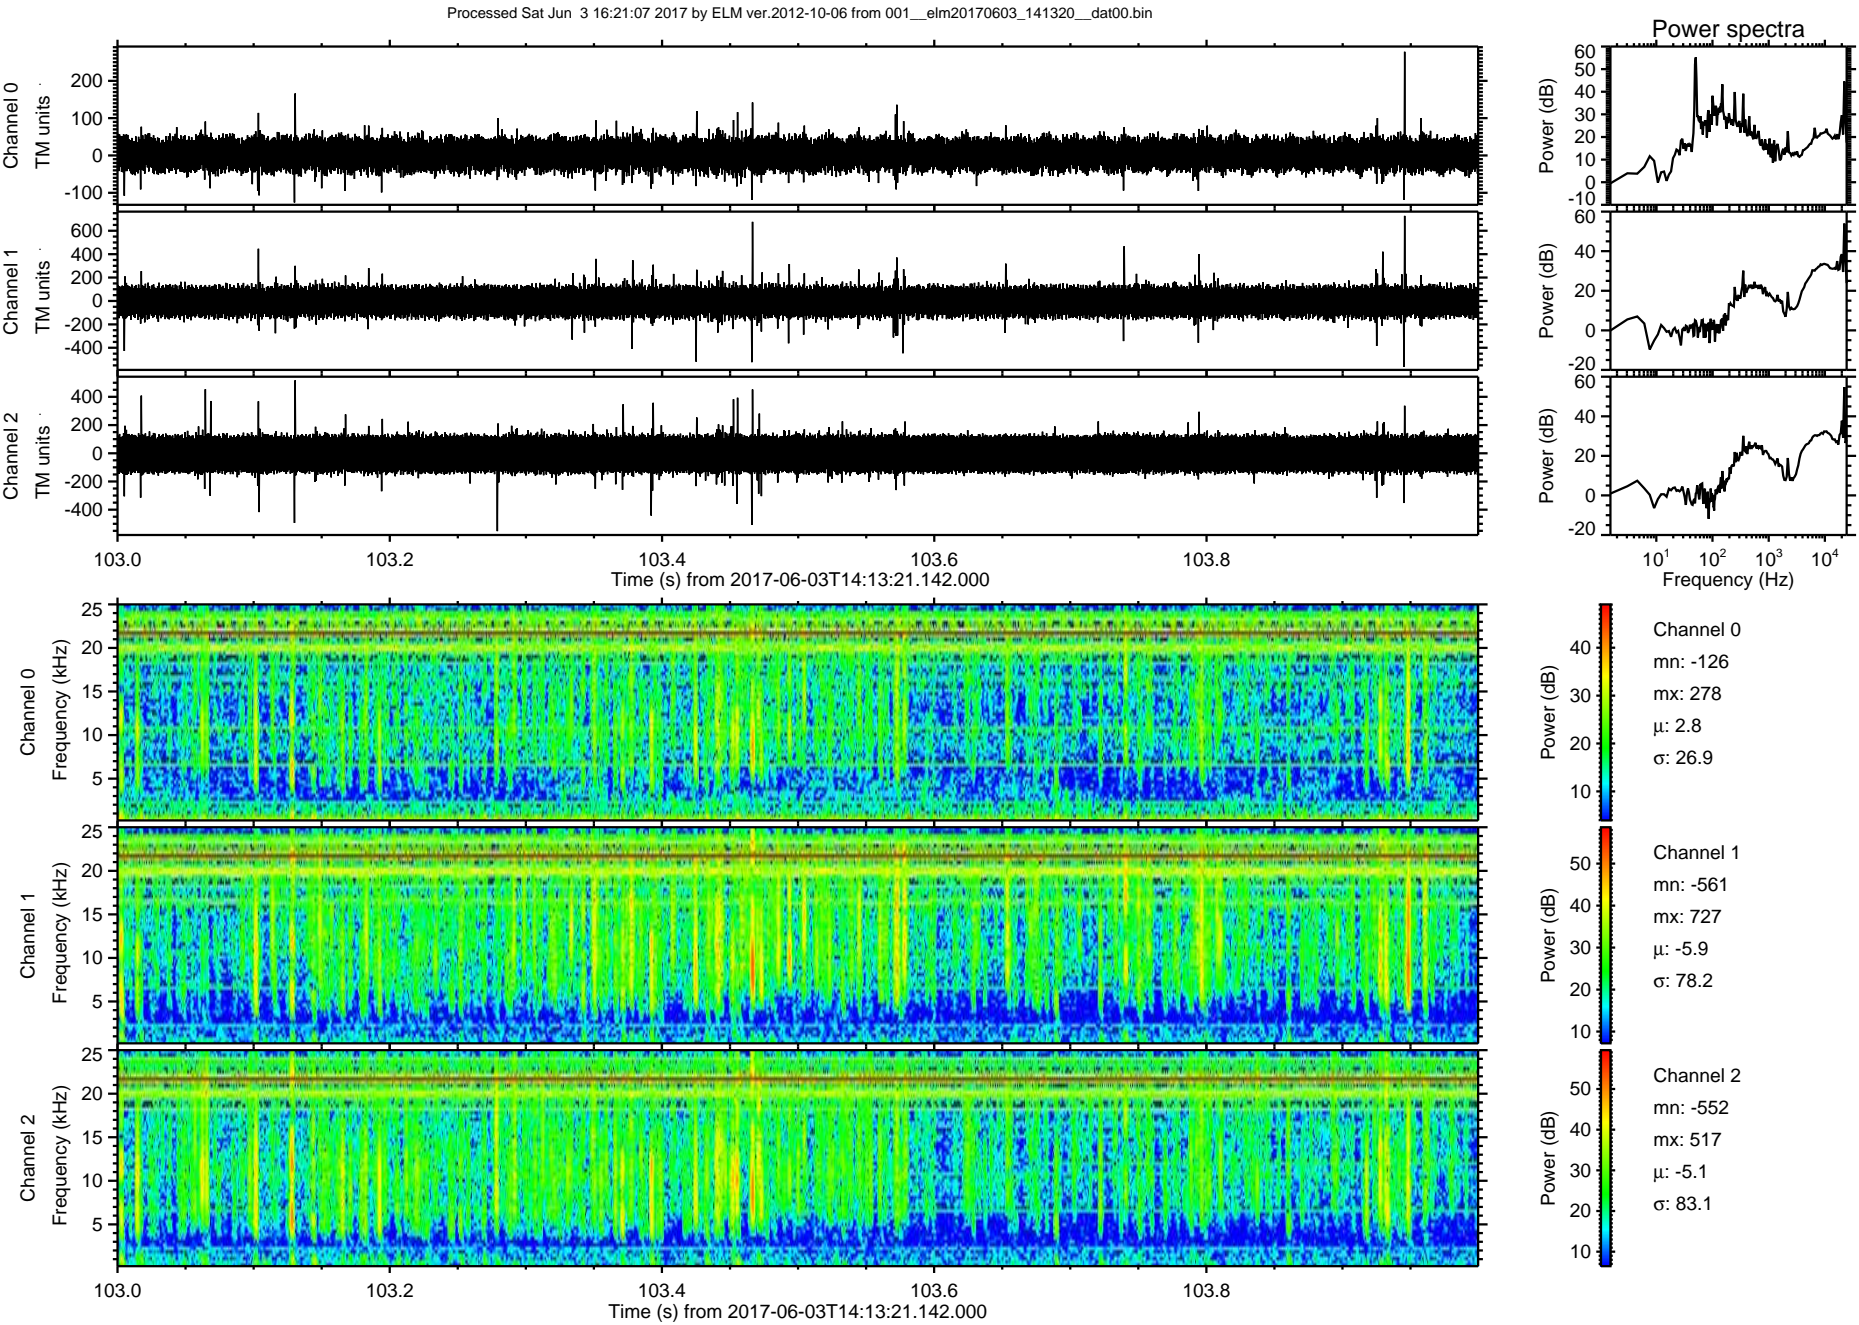 Processed Sat Jun  3 16:21:07 2017 by ELM ver.2012-10-06 from 001__elm20170603_141320__dat00.bin
Power spectra
Channel 0
TM units
200
100
0
-100
Power (dB)
60
50
40
30
20
10
0
-10
Channel 1
TM units
600
400
200
0
-200
-400
Power (dB)
60
40
20
0
-20
Channel 2
TM units
400
200
0
-200
-400
Power (dB)
60
40
20
0
-20
103.0 103.2 103.4 103.6 103.8
Time (s) from 2017-06-03T14:13:21.142.000
10^1 10^2 10^3 10^4
Frequency (Hz)
Channel 0
Frequency (kHz)
25
20
15
10
5
Power (dB)
40
30
20
10
Channel 0
mn: -126
mx: 278
μ: 2.8
σ: 26.9
Channel 1
Frequency (kHz)
25
20
15
10
5
Power (dB)
50
40
30
20
10
Channel 1
mn: -561
mx: 727
μ: -5.9
σ: 78.2
Channel 2
Frequency (kHz)
25
20
15
10
5
Power (dB)
50
40
30
20
10
Channel 2
mn: -552
mx: 517
μ: -5.1
σ: 83.1
103.0 103.2 103.4 103.6 103.8
Time (s) from 2017-06-03T14:13:21.142.000